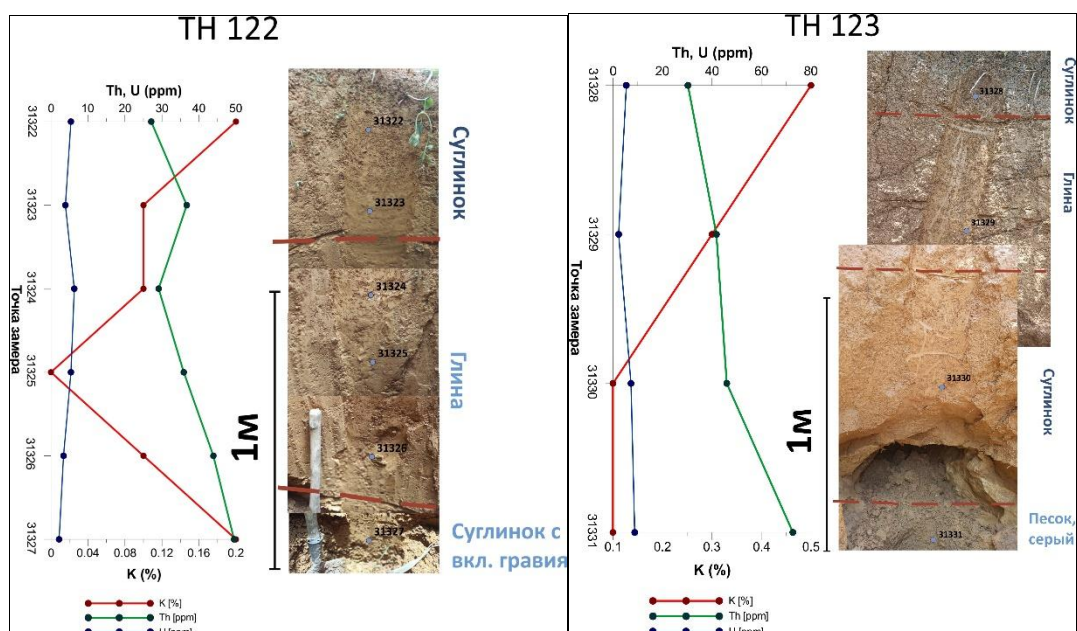 ТН 122
Th, U (ppm)
0 10 20 30 40 50
31322
31323
31324
31325
31326
31327
Точка замера
0 0.04 0.08 0.12 0.16 0.2
K (%)
K [%]
Th [ppm]
U [ppm]
31322
31323
31324
31325
31326
31327
1м
Суглинок
Глина
Суглинок с
вкл. гравия
ТН 123
Th, U (ppm)
0 20 40 60 80
31328
31329
31330
31331
Точка замера
0.1 0.2 0.3 0.4 0.5
K (%)
K [%]
Th [ppm]
U [ppm]
31328
31329
31330
31331
1м
Суглинок
Глина
Суглинок
Песок,
серый